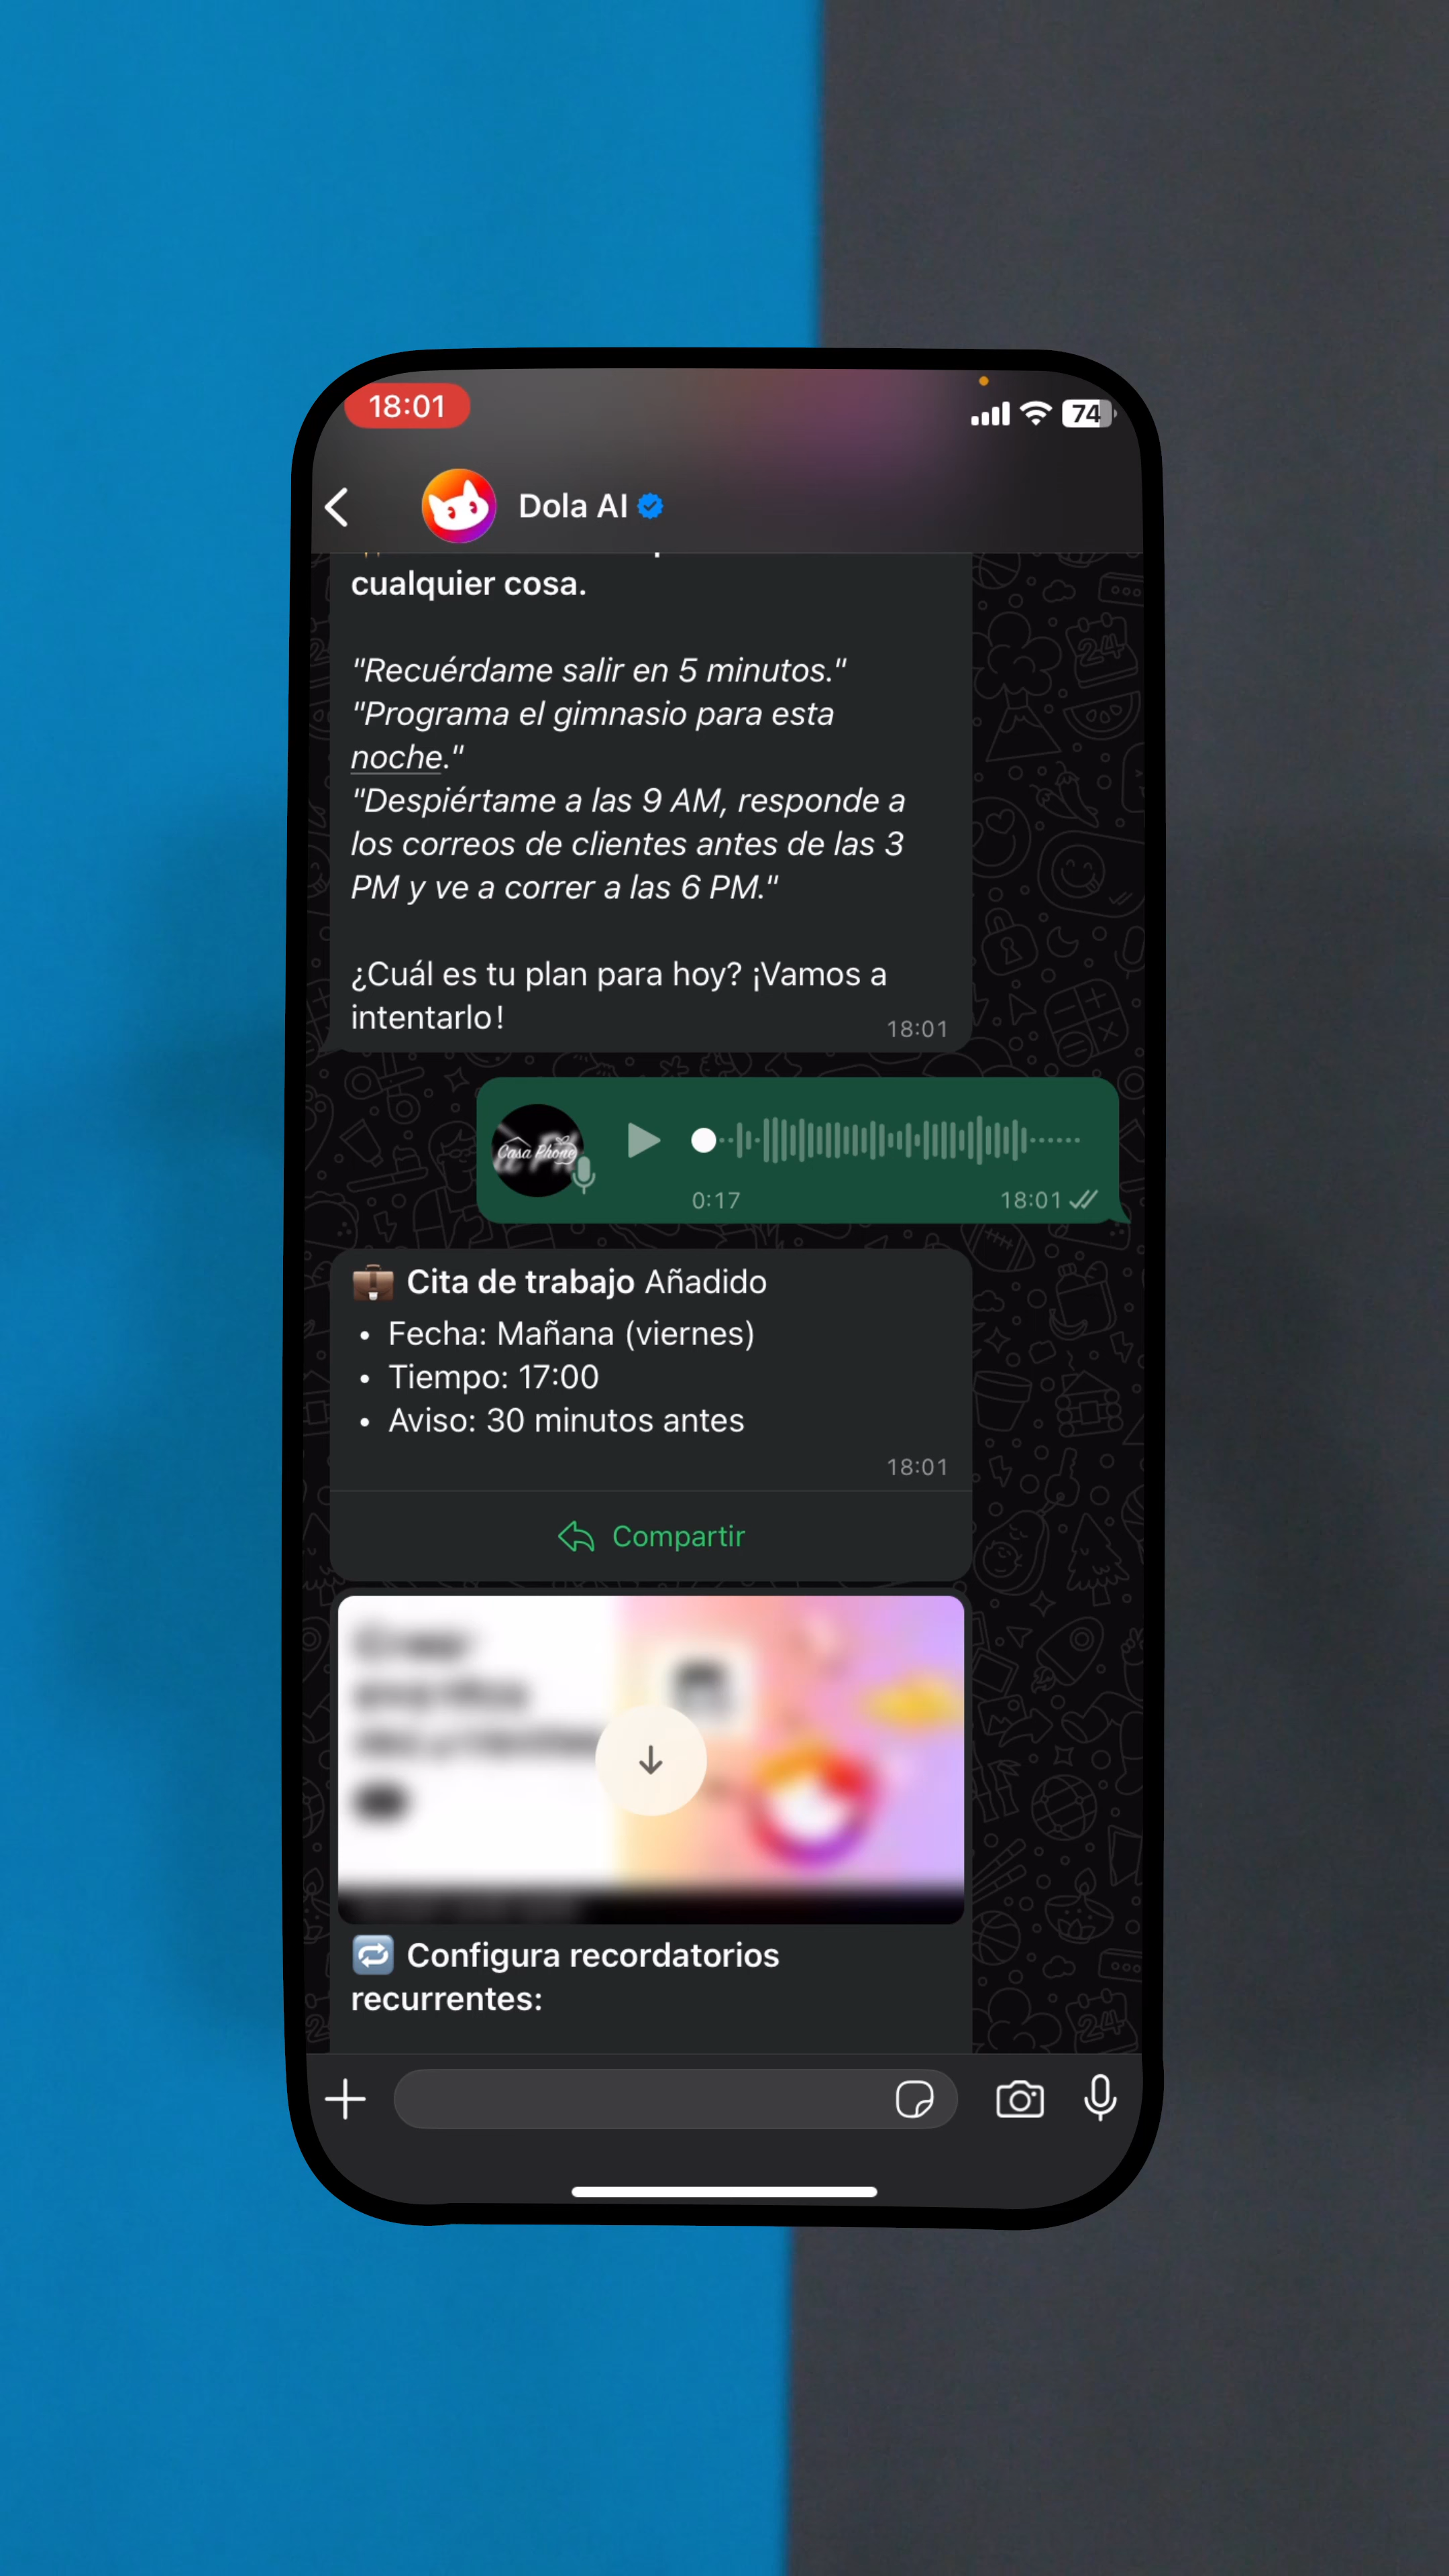 18:01
74
Dola AI
cualquier cosa.
"Recuérdame salir en 5 minutos."
"Programa el gimnasio para esta
noche."
"Despiértame a las 9 AM, responde a
los correos de clientes antes de las 3
PM y ve a correr a las 6 PM."
¿Cuál es tu plan para hoy? ¡Vamos a
intentarlo!
18:01
Casa Phone
0:17
18:01
Cita de trabajo Añadido
• Fecha: Mañana (viernes)
• Tiempo: 17:00
• Aviso: 30 minutos antes
18:01
Compartir
Configura recordatorios
recurrentes: